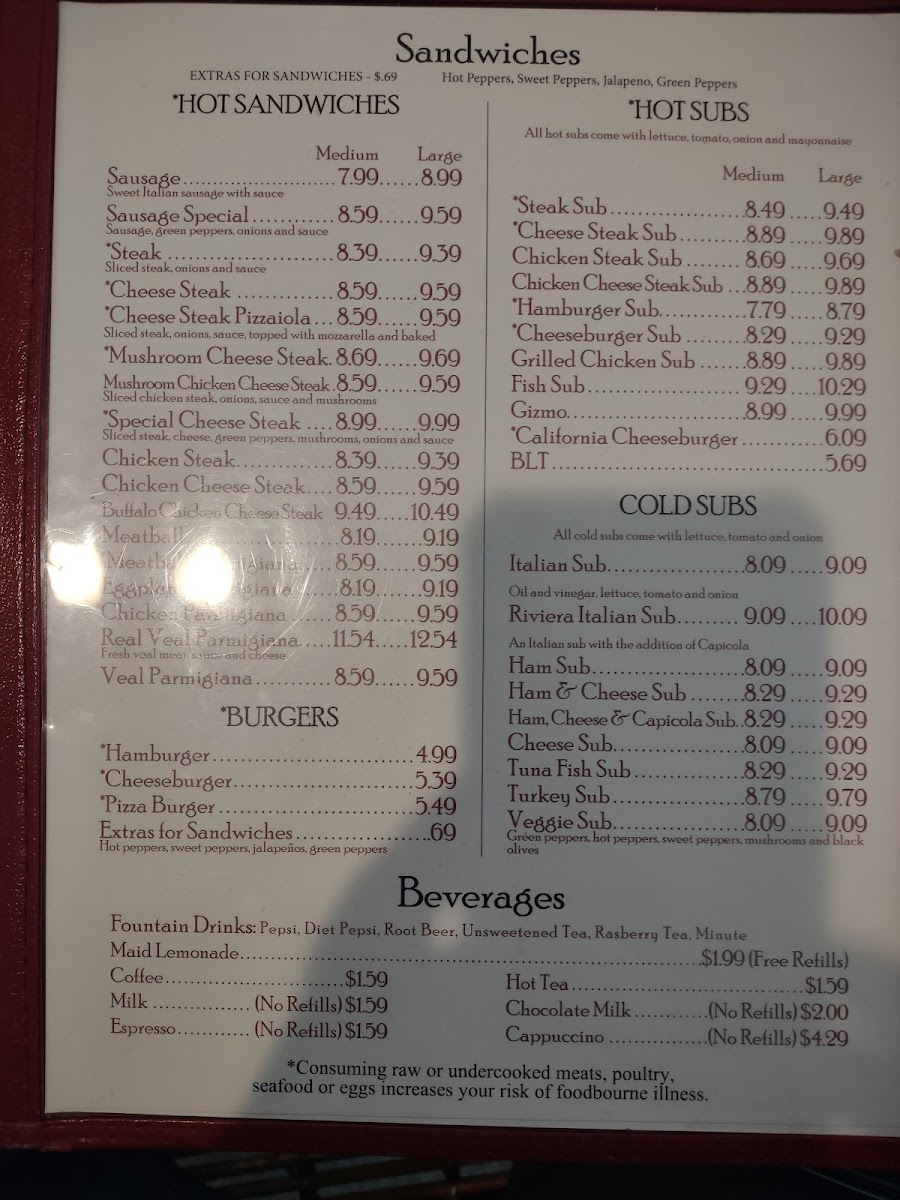 Sandwiches
EXTRAS FOR SANDWICHES - $.69 Hot Peppers, Sweet Peppers, Jalapeno, Green Peppers
*HOT SANDWICHES
Medium Large
Sausage..............................7.99......8.99
Sweet Italian sausage with sauce
Sausage Special ................8.59......9.59
Sausage, green peppers, onions and sauce
*Steak ..............................8.39......9.39
Sliced steak, onions and sauce
*Cheese Steak ..................8.59......9.59
*Cheese Steak Pizzaiola ...8.59......9.59
Sliced steak, onions, sauce, topped with mozzarella and baked
*Mushroom Cheese Steak. 8.69......9.69
Mushroom Chicken Cheese Steak .8.59......9.59
Sliced chicken steak, onions, sauce and mushrooms
*Special Cheese Steak ....8.99......9.99
Sliced steak, cheese, green peppers, mushrooms, onions and sauce
Chicken Steak..................8.39......9.39
Chicken Cheese Steak....8.59......9.59
Buffalo Chicken Cheese Steak 9.49.....10.49
Meatball 8.19......9.19
8.59......9.59
8.19......9.19
Chicken Parmigiana ......8.59......9.59
Real Veal Parmigiana.....11.54.....12.54
Fresh veal meat, sauce and cheese
Veal Parmigiana..............8.59......9.59
*BURGERS
*Hamburger..............................4.99
*Cheeseburger...........................5.39
*Pizza Burger.............................5.49
Extras for Sandwiches....................69
Hot peppers, sweet peppers, jalapeños, green peppers
*HOT SUBS
All hot subs come with lettuce, tomato, onion and mayonnaise
Medium Large
*Steak Sub....................8.49 .....9.49
*Cheese Steak Sub..........8.89 .....9.89
Chicken Steak Sub ........ 8.69 .....9.69
Chicken Cheese Steak Sub ...8.89 .....9.89
*Hamburger Sub.............7.79 ..... 8.79
*Cheeseburger Sub .........8.29 .....9.29
Grilled Chicken Sub .......8.89 .....9.89
Fish Sub....................... 9.29 ....10.29
Gizmo..........................8.99 .....9.99
*California Cheeseburger............6.09
BLT........................................5.69
COLD SUBS
All cold subs come with lettuce, tomato and onion
Italian Sub....................8.09 .....9.09
Oil and vinegar, lettuce, tomato and onion
Riviera Italian Sub......... 9.09 ....10.09
An Italian sub with the addition of Capicola
Ham Sub......................8.09 .....9.09
Ham & Cheese Sub ........8.29 .....9.29
Ham, Cheese & Capicola Sub..8.29 .....9.29
Cheese Sub...................8.09 .....9.09
Tuna Fish Sub................8.29 .....9.29
Turkey Sub...................8.79 .....9.79
Veggie Sub...................8.09 .....9.09
Green peppers, hot peppers, sweet peppers, mushrooms and black
olives
Beverages
Fountain Drinks: Pepsi, Diet Pepsi, Root Beer, Unsweetened Tea, Rasberry Tea, Minute
Maid Lemonade..............................................................$1.99 (Free Refills)
Coffee..........................$1.59
Milk ............. (No Refills) $1.59
Espresso............ (No Refills) $1.59
Hot Tea..................................$1.59
Chocolate Milk ............(No Refills) $2.00
Cappuccino ................(No Refills) $4.29
*Consuming raw or undercooked meats, poultry,
seafood or eggs increases your risk of foodbourne illness.